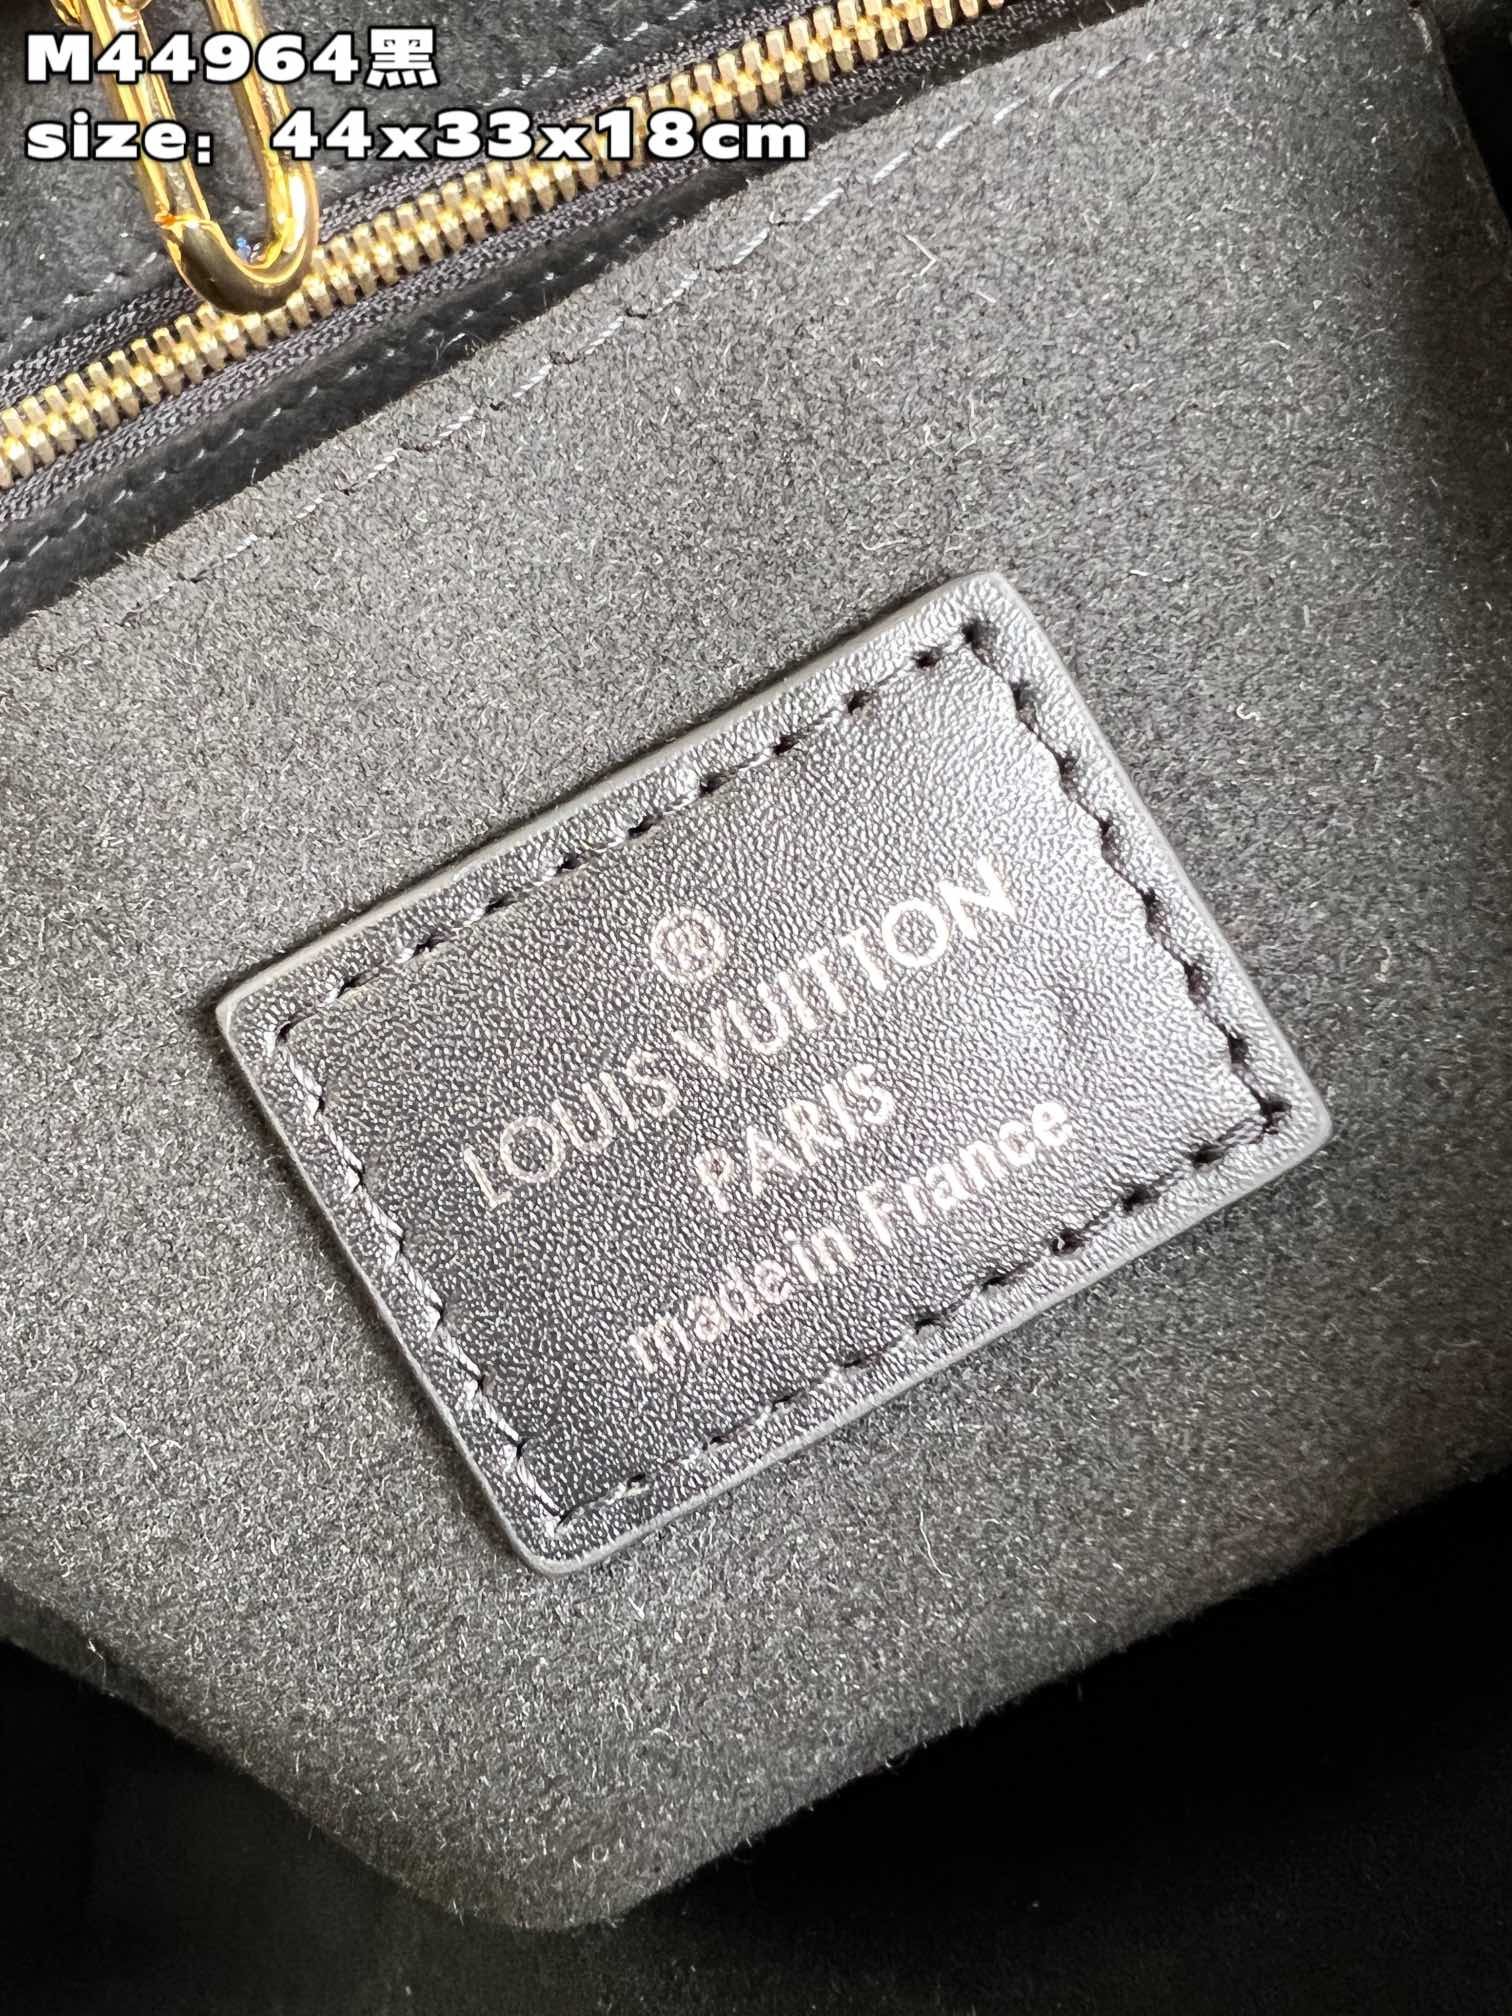 M44964黑
size：44x33x18cm
®
LOUIS VUITTON
PARIS
made in France